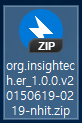 ZIP
org.insightec
h.er_1.0.0.v2
0150619-02
19-nhit.zip